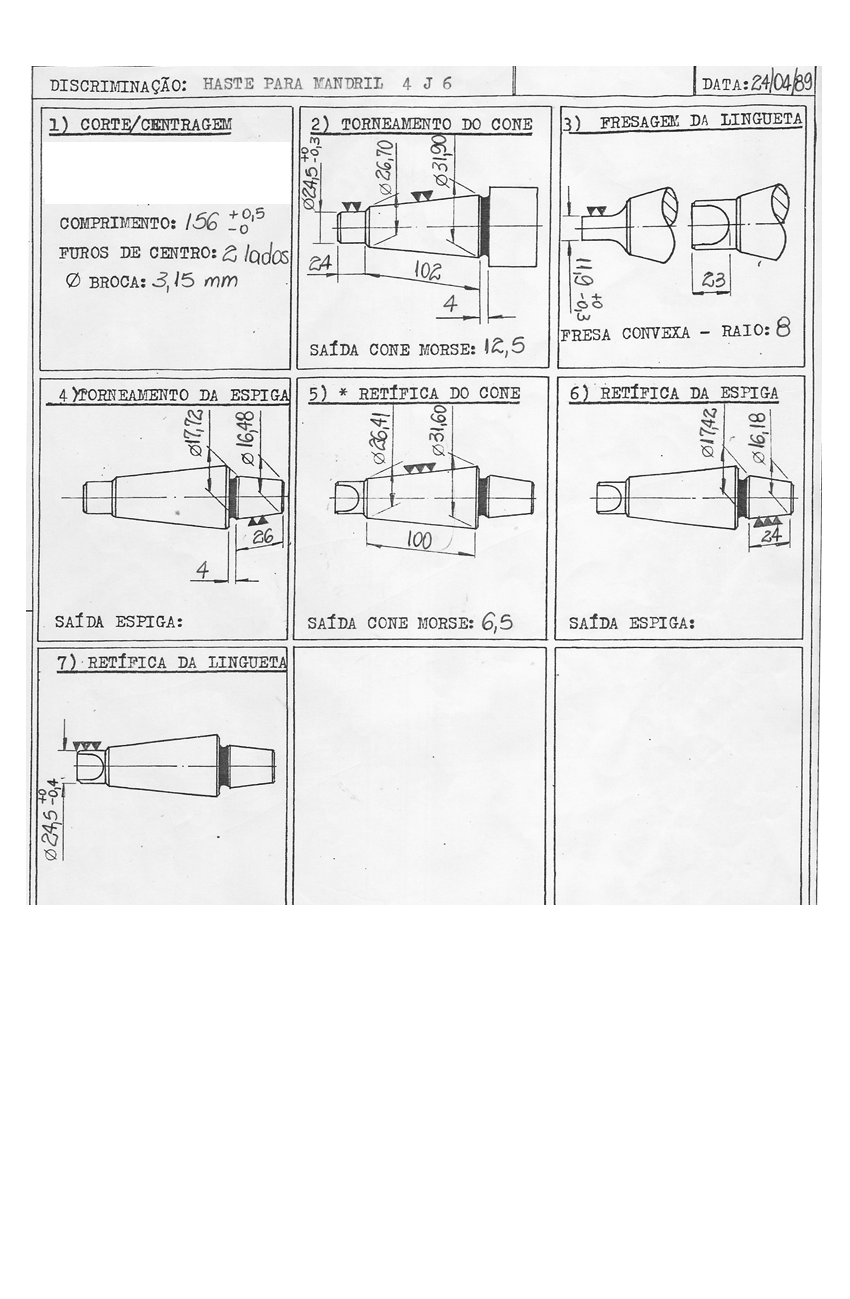 DISCRIMINAÇÃO: HASTE PARA MANDRIL 4 J 6
DATA: 24/04/89
1) CORTE/CENTRAGEM
COMPRIMENTO: 156 +0,5 -0
FUROS DE CENTRO: 2 lados
Ø BROCA: 3,15 mm
2) TORNEAMENTO DO CONE
Ø24,5 +0 -0,3
Ø26,70
Ø31,90
24
102
4
SAÍDA CONE MORSE: 12,5
3) FRESAGEM DA LINGUETA
11,9 +0 -0,3
23
FRESA CONVEXA - RAIO: 8
4) TORNEAMENTO DA ESPIGA
Ø17,72
Ø16,48
26
4
SAÍDA ESPIGA:
5) * RETÍFICA DO CONE
Ø26,41
Ø31,60
100
SAÍDA CONE MORSE: 6,5
6) RETÍFICA DA ESPIGA
Ø17,42
Ø16,18
24
SAÍDA ESPIGA:
7) RETÍFICA DA LINGUETA
Ø24,5 +0 -0,4